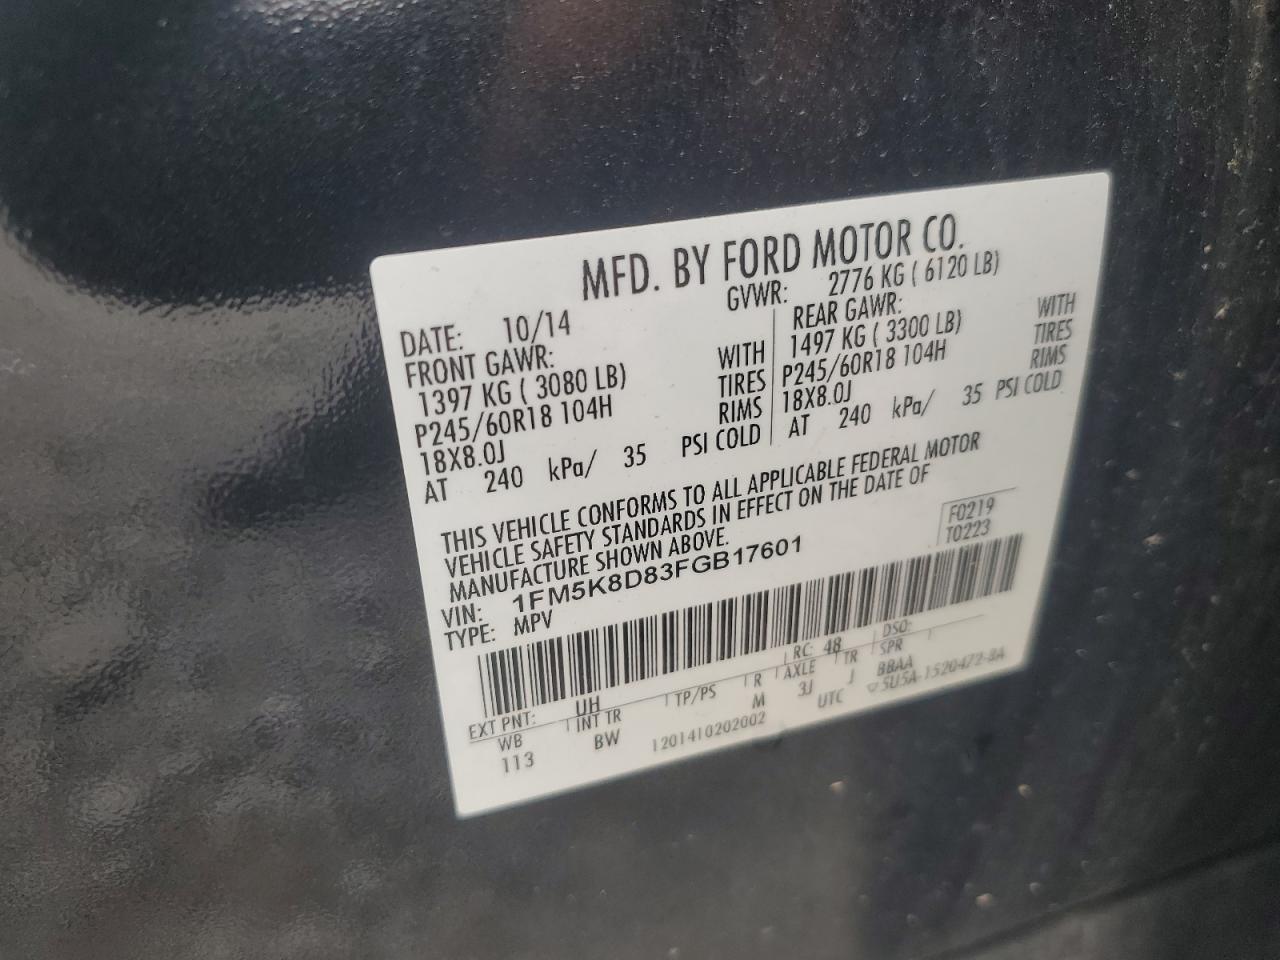 MFD. BY FORD MOTOR CO.
DATE: 10/14 GVWR: 2776 KG ( 6120 LB)
FRONT GAWR: REAR GAWR:
1397 KG ( 3080 LB) WITH 1497 KG ( 3300 LB) WITH
P245/60R18 104H TIRES P245/60R18 104H TIRES
18X8.0J RIMS 18X8.0J RIMS
AT 240 kPa/ 35 PSI COLD AT 240 kPa/ 35 PSI COLD
THIS VEHICLE CONFORMS TO ALL APPLICABLE FEDERAL MOTOR
VEHICLE SAFETY STANDARDS IN EFFECT ON THE DATE OF
MANUFACTURE SHOWN ABOVE. F0219
VIN: 1FM5K8D83FGB17601 T0223
TYPE: MPV
EXT PNT: UH RC: 48 DSO:
WB INT TR TP/PS R AXLE TR SPR
113 BW M 3J J BBAA
1201410202002 UTC ▽5U5A-1520472-BA